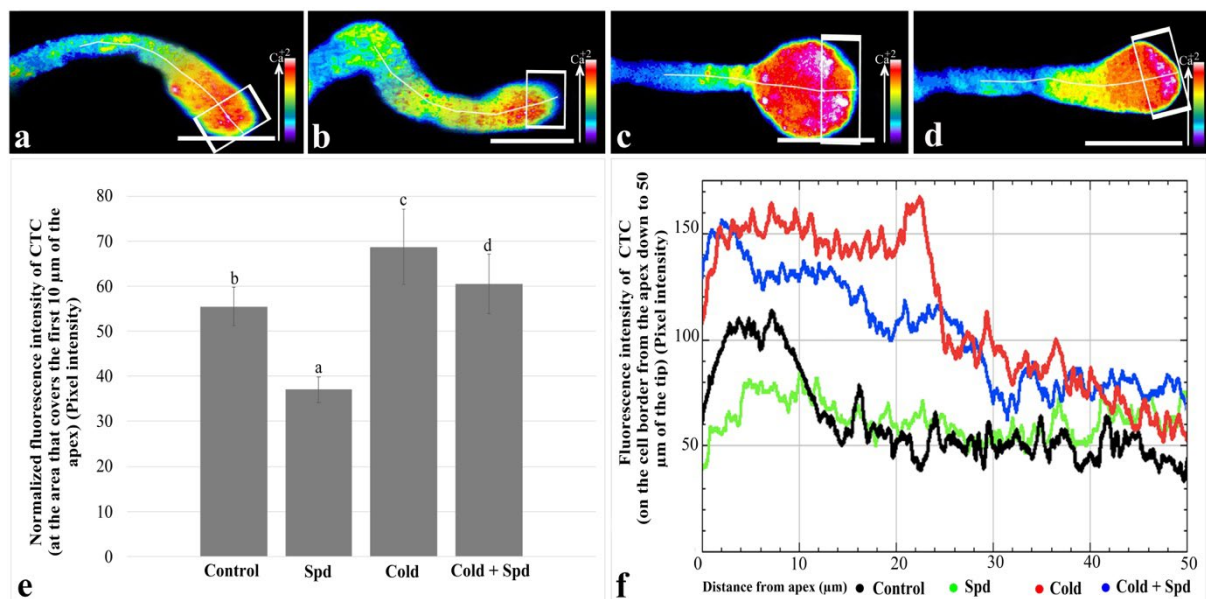 Ca+2
a
Ca+2
b
Ca+2
c
Ca+2
d
Normalized fluorescence intensity of CTC
(at the area that covers the first 10 µm of the
apex) (Pixel intensity)
80
70
60
50
40
30
20
10
0
b
a
c
d
Control Spd Cold Cold + Spd
e
Fluorescence intensity of CTC
(on the cell border from the apex down to 50
µm of the tip) (Pixel intensity)
150
100
50
0 10 20 30 40 50
Distance from apex (µm) Control Spd Cold Cold + Spd
f